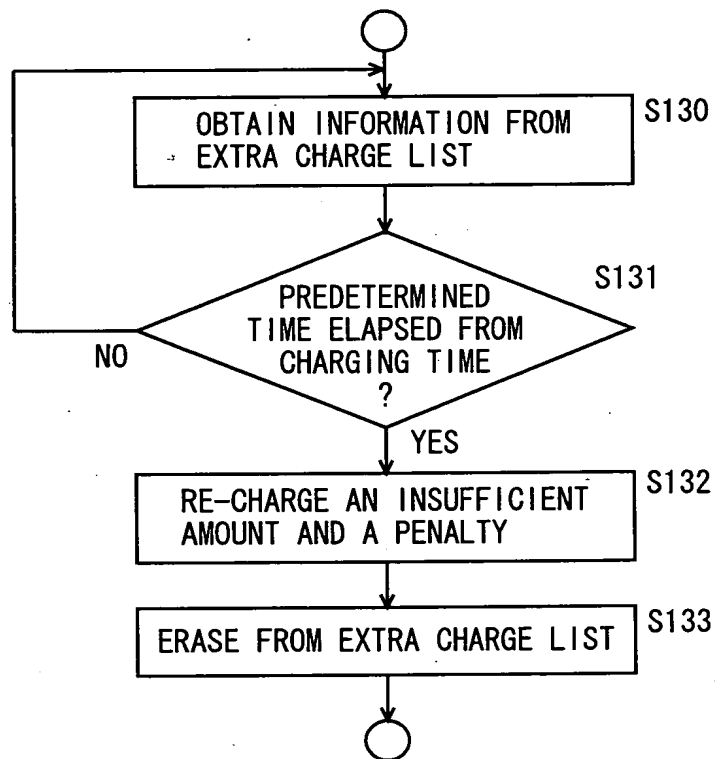 OBTAIN INFORMATION FROM
EXTRA CHARGE LIST
S130
PREDETERMINED
TIME ELAPSED FROM
CHARGING TIME
?
S131
NO
YES
RE-CHARGE AN INSUFFICIENT
AMOUNT AND A PENALTY
S132
ERASE FROM EXTRA CHARGE LIST
S133